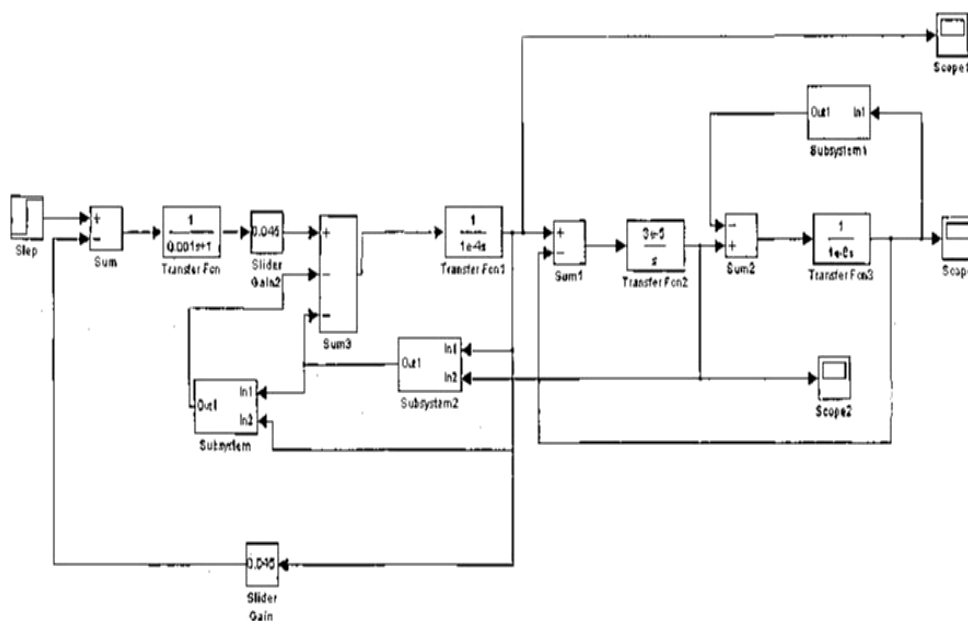 Scope1
Out1 In1
Subsystem1
Step
+
−
Sum
1
0.001s+1
Transfer Fcn
0.045
Slider
Gain2
+
−
−
Sum3
1
1e-4s
Transfer Fcn1
+
−
Sum1
s
Transfer Fcn2
−
+
Sum2
1
Transfer Fcn3
Scope
Out1 In1
In2
Subsystem2
Out1 In1
In2
Subsystem
Scope2
0.045
Slider
Gain